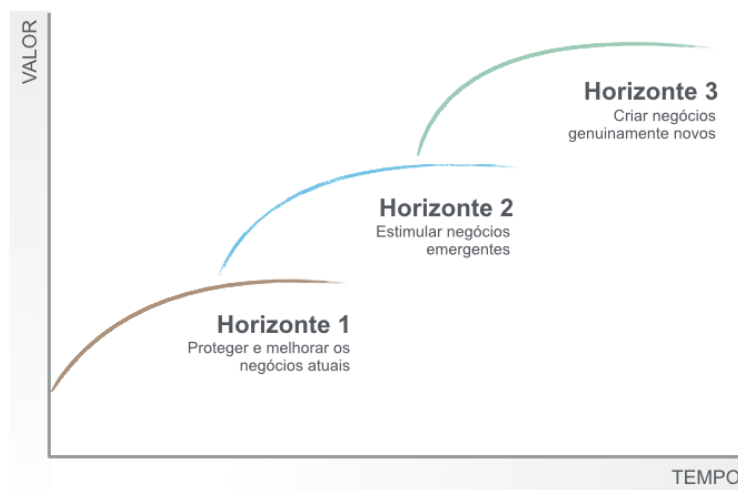 VALOR
Horizonte 3
Criar negócios
genuinamente novos
Horizonte 2
Estimular negócios
emergentes
Horizonte 1
Proteger e melhorar os
negócios atuais
TEMPO